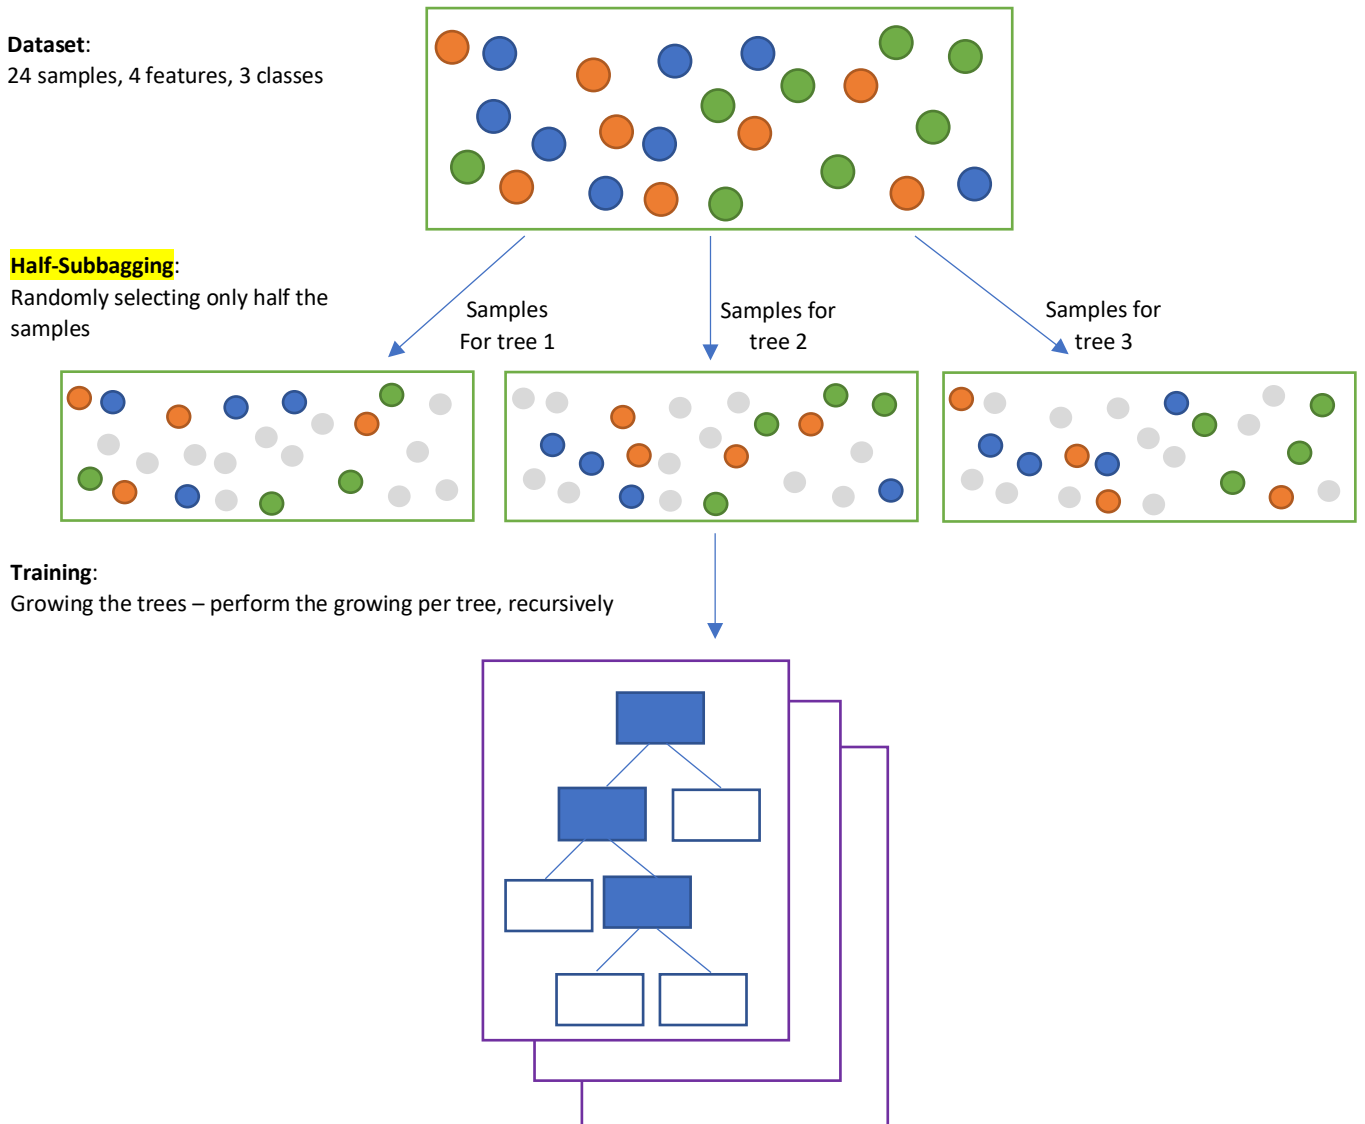 Dataset:
24 samples, 4 features, 3 classes
Half-Subbagging:
Randomly selecting only half the
samples
Samples
For tree 1
Samples for
tree 2
Samples for
tree 3
Training:
Growing the trees – perform the growing per tree, recursively